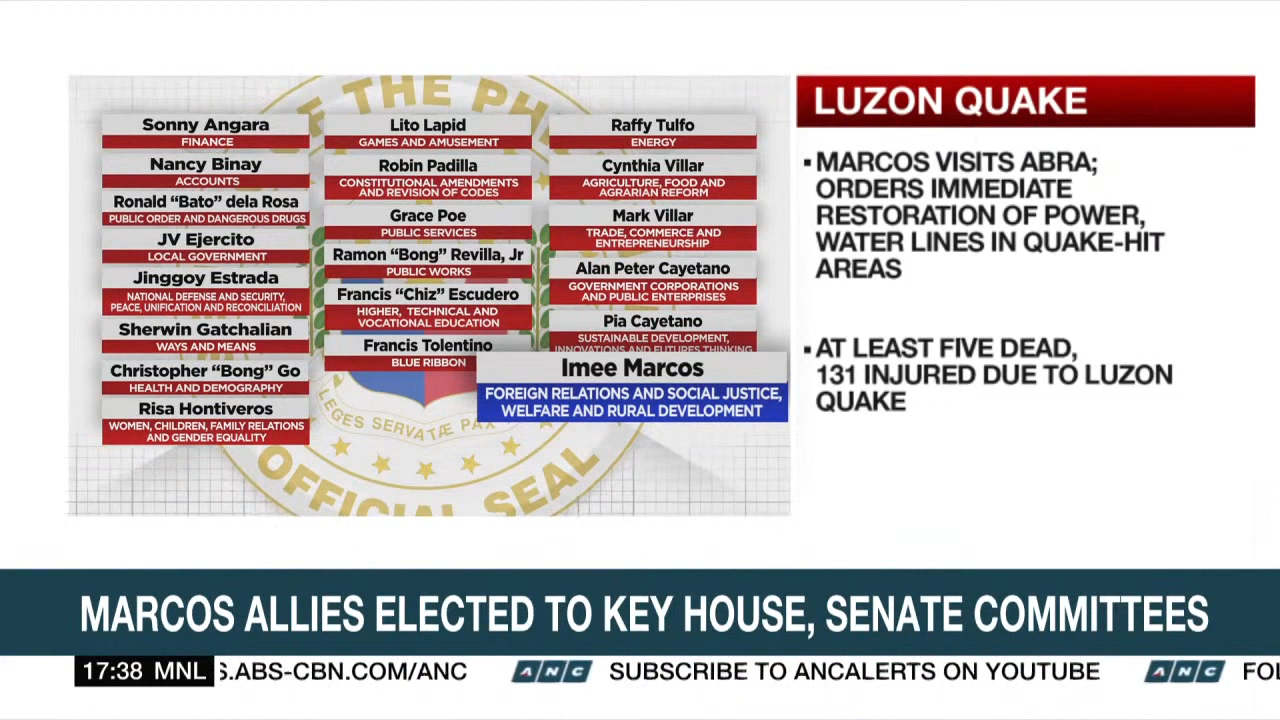 Sonny Angara
FINANCE
Nancy Binay
ACCOUNTS
Ronald “Bato” dela Rosa
PUBLIC ORDER AND DANGEROUS DRUGS
JV Ejercito
LOCAL GOVERNMENT
Jinggoy Estrada
NATIONAL DEFENSE AND SECURITY,
PEACE, UNIFICATION AND RECONCILIATION
Sherwin Gatchalian
WAYS AND MEANS
Christopher “Bong” Go
HEALTH AND DEMOGRAPHY
Risa Hontiveros
WOMEN, CHILDREN, FAMILY RELATIONS
AND GENDER EQUALITY
Lito Lapid
GAMES AND AMUSEMENT
Robin Padilla
CONSTITUTIONAL AMENDMENTS
AND REVISION OF CODES
Grace Poe
PUBLIC SERVICES
Ramon “Bong” Revilla, Jr
PUBLIC WORKS
Francis “Chiz” Escudero
HIGHER, TECHNICAL AND
VOCATIONAL EDUCATION
Francis Tolentino
BLUE RIBBON
Raffy Tulfo
ENERGY
Cynthia Villar
AGRICULTURE, FOOD AND
AGRARIAN REFORM
Mark Villar
TRADE, COMMERCE AND
ENTREPRENEURSHIP
Alan Peter Cayetano
GOVERNMENT CORPORATIONS
AND PUBLIC ENTERPRISES
Pia Cayetano
SUSTAINABLE DEVELOPMENT,
INNOVATIONS AND FUTURES THINKING
Imee Marcos
FOREIGN RELATIONS AND SOCIAL JUSTICE,
WELFARE AND RURAL DEVELOPMENT
OF THE PHI
LEGES SERVATÆ PAX
OFFICIAL SEAL
LUZON QUAKE
▪ MARCOS VISITS ABRA;
ORDERS IMMEDIATE
RESTORATION OF POWER,
WATER LINES IN QUAKE-HIT
AREAS
▪ AT LEAST FIVE DEAD,
131 INJURED DUE TO LUZON
QUAKE
MARCOS ALLIES ELECTED TO KEY HOUSE, SENATE COMMITTEES
17:38 MNL S.ABS-CBN.COM/ANC ANC SUBSCRIBE TO ANCALERTS ON YOUTUBE ANC FOL